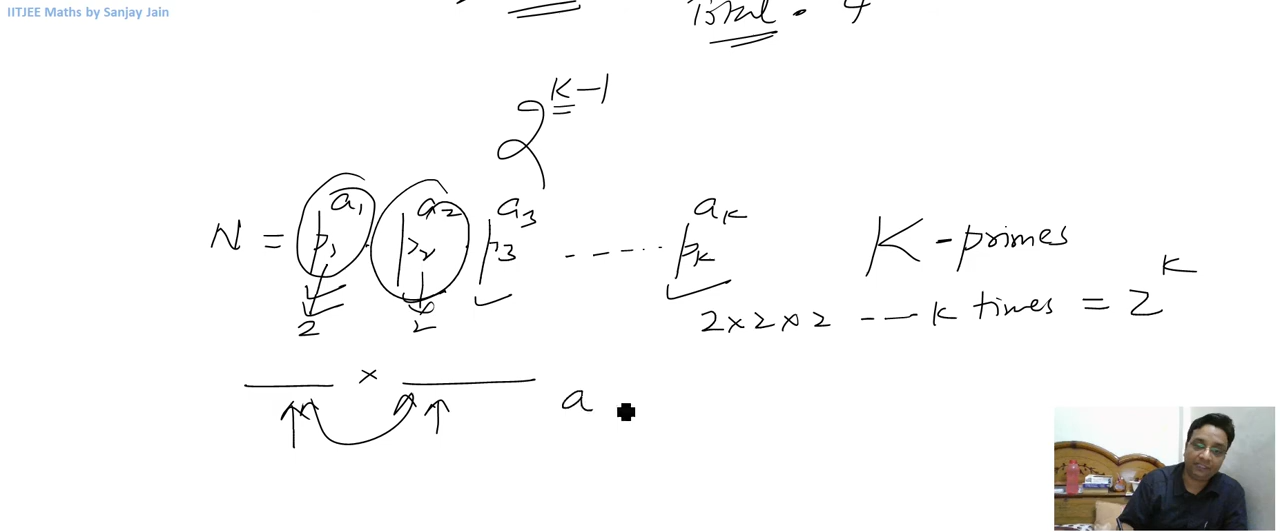 IITJEE Maths by Sanjay Jain
Total = 4
2^{K-1}
N = p₁^{a₁} · p₂^{a₂} p₃^{a₃} ----.. p_k^{a_k} K-primes
2 2 2×2×2 --- K times = 2^K
× a